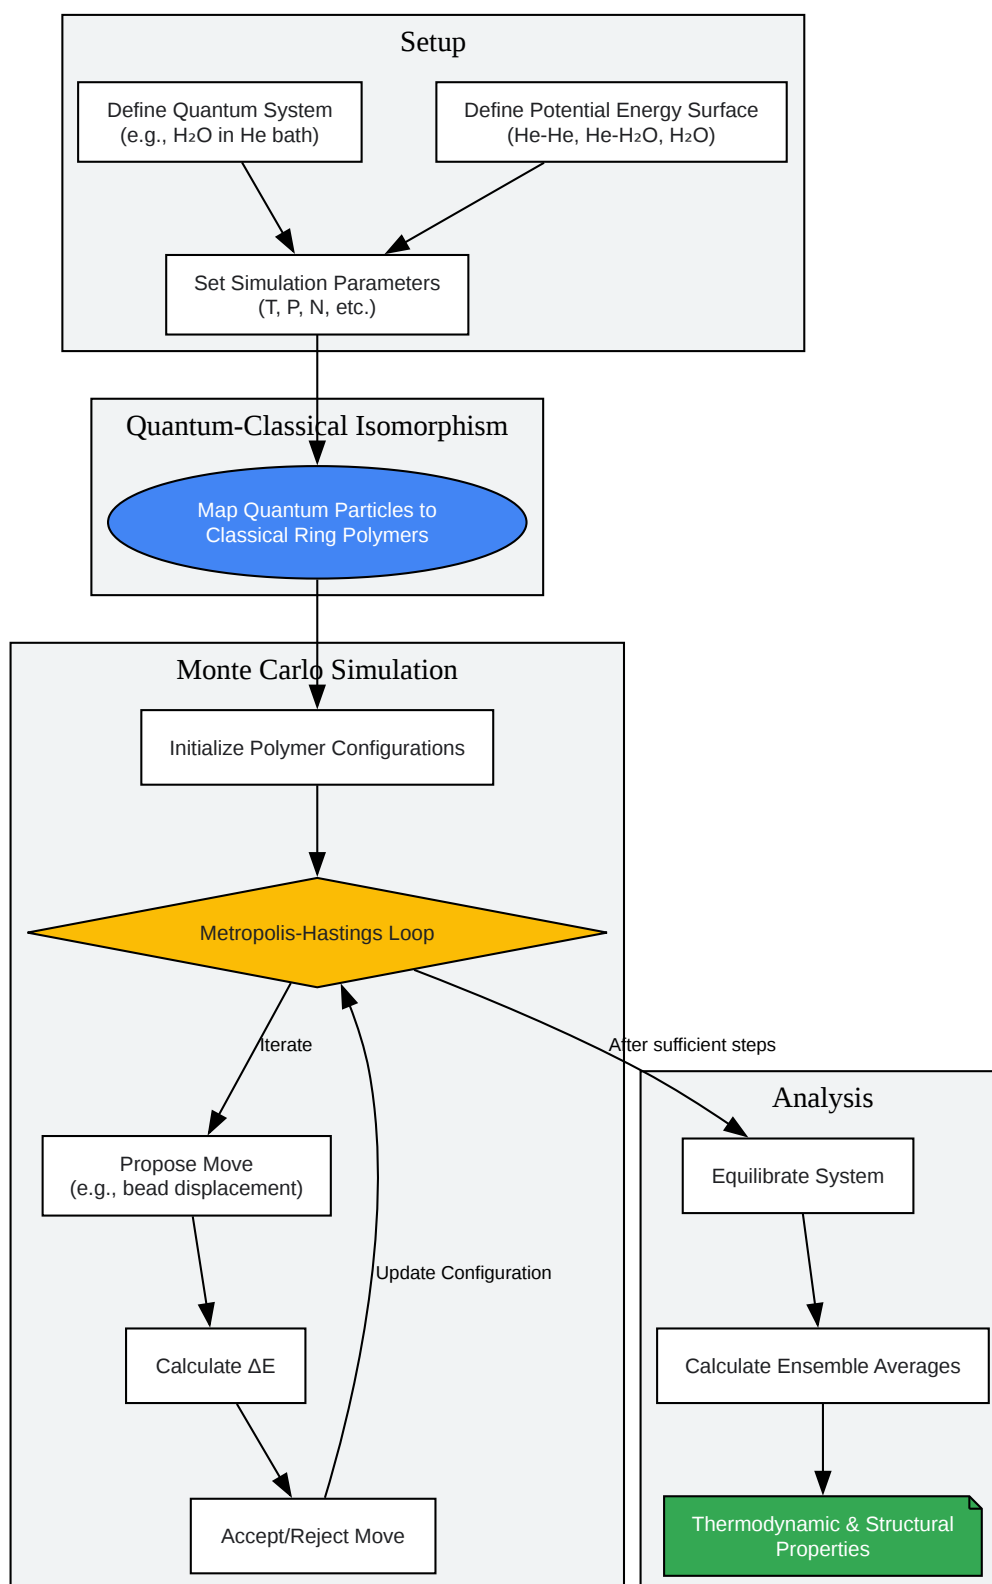 Setup
Define Quantum System
(e.g., H₂O in He bath)
Define Potential Energy Surface
(He-He, He-H₂O, H₂O)
Set Simulation Parameters
(T, P, N, etc.)
Quantum-Classical Isomorphism
Map Quantum Particles to
Classical Ring Polymers
Monte Carlo Simulation
Initialize Polymer Configurations
Metropolis-Hastings Loop
Iterate
After sufficient steps
Propose Move
(e.g., bead displacement)
Update Configuration
Calculate ΔE
Accept/Reject Move
Analysis
Equilibrate System
Calculate Ensemble Averages
Thermodynamic & Structural
Properties